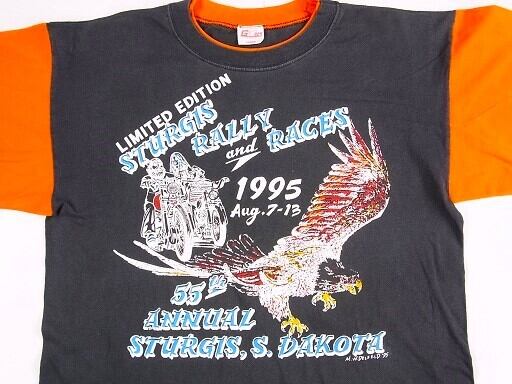 LIMITED EDITION
STURGIS
RALLY
and
RACES
1995
Aug. 7-13
55th
ANNUAL
STURGIS, S. DAKOTA